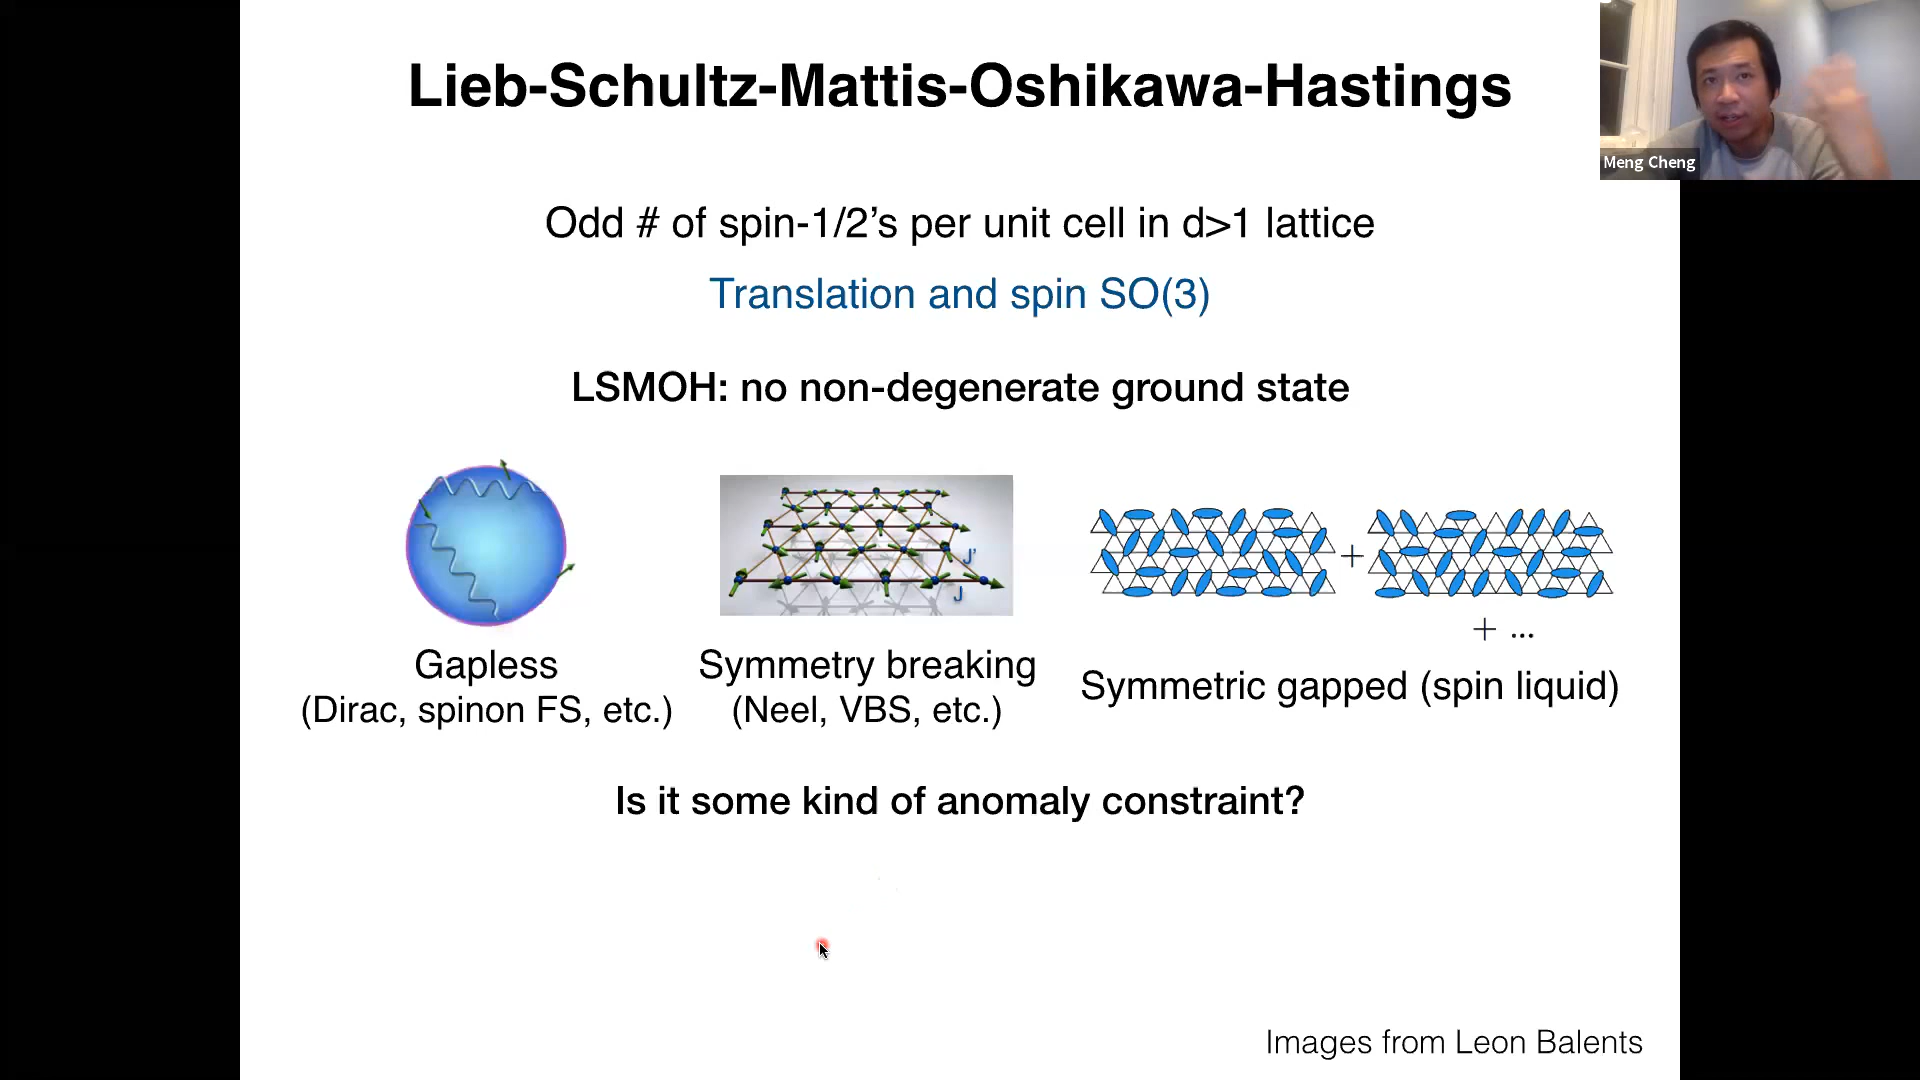 Lieb-Schultz-Mattis-Oshikawa-Hastings
Meng Cheng
Odd # of spin-1/2’s per unit cell in d>1 lattice
Translation and spin SO(3)
LSMOH: no non-degenerate ground state
J'
J
+
+ ...
Gapless
(Dirac, spinon FS, etc.)
Symmetry breaking
(Neel, VBS, etc.)
Symmetric gapped (spin liquid)
Is it some kind of anomaly constraint?
Images from Leon Balents